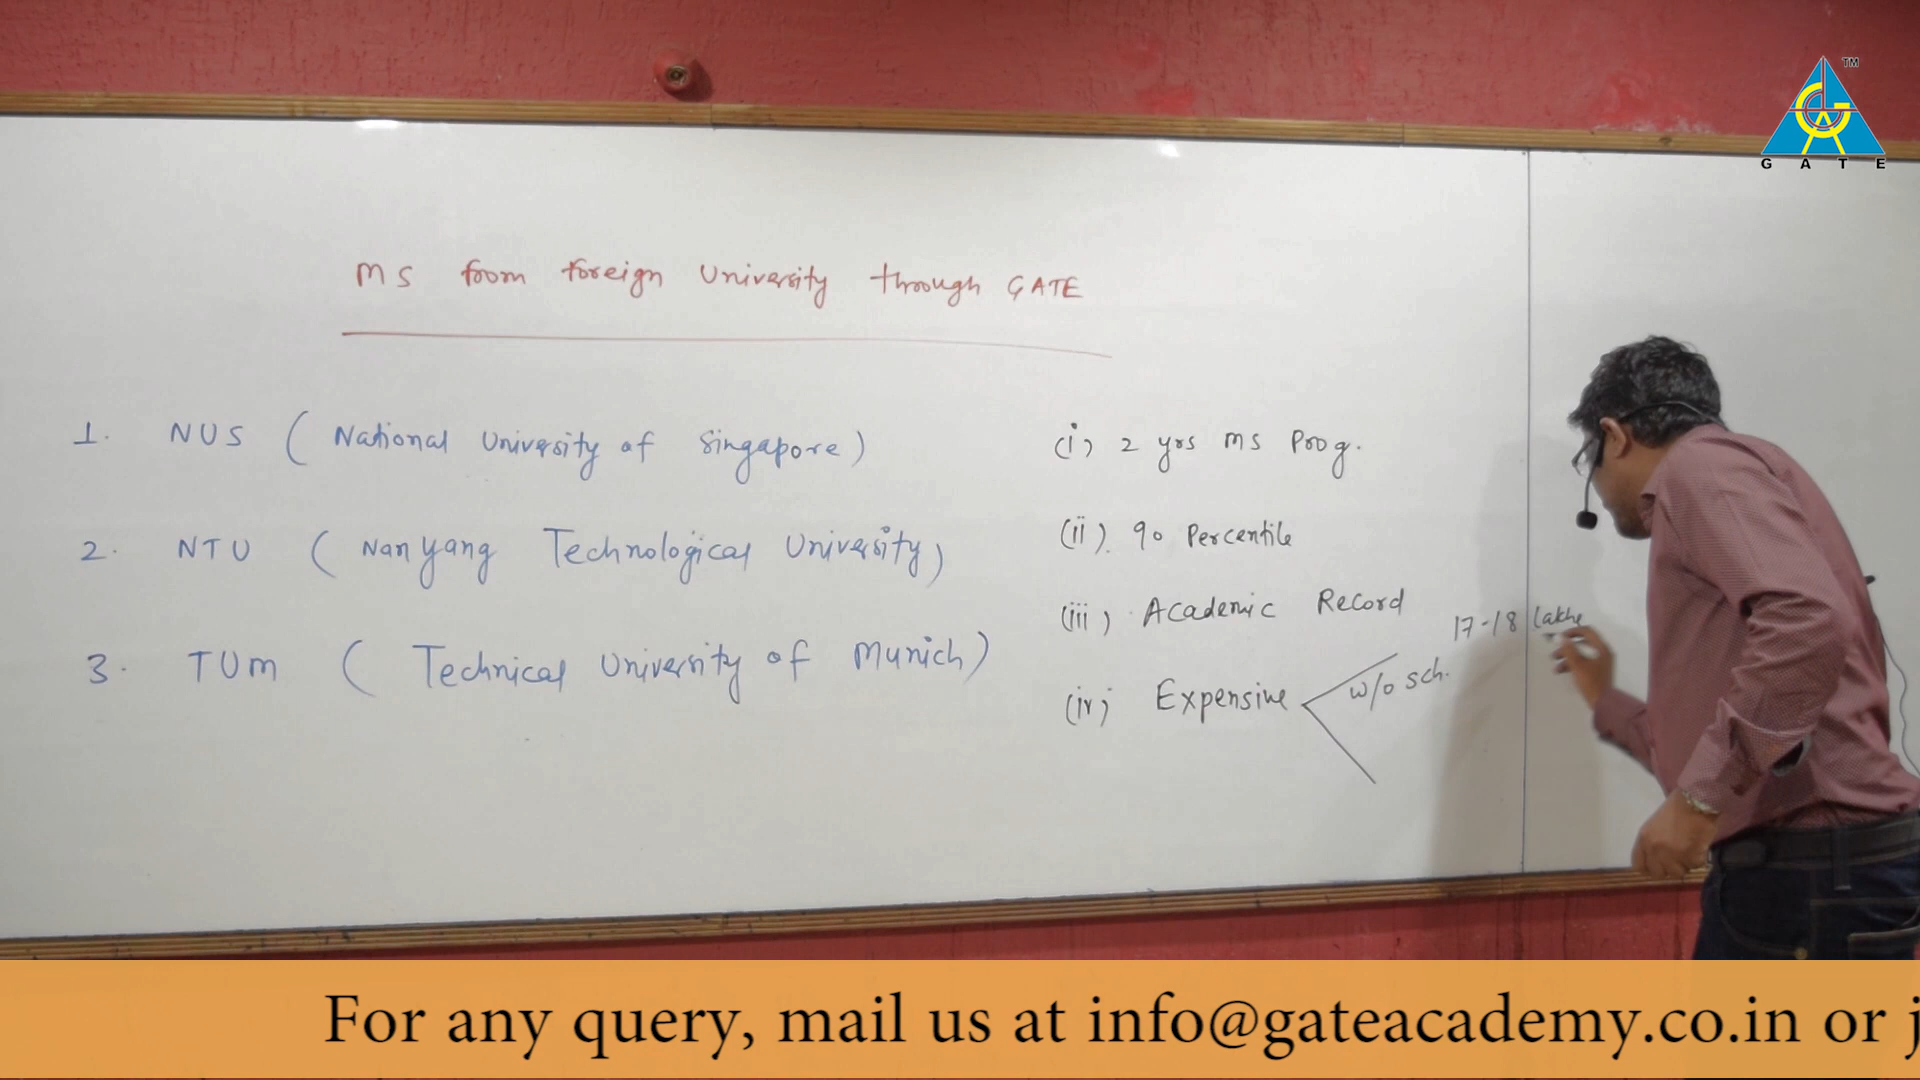 TM
GATE
MS from foreign University through GATE
1. NUS (National University of Singapore)
2. NTU (Nanyang Technological University)
3. TUM (Technical University of Munich)
(i) 2 yrs MS Prog.
(ii) 90 Percentile
(iii) Academic Record
17-18 lakhs
(iv) Expensive w/o sch.
For any query, mail us at info@gateacademy.co.in or j